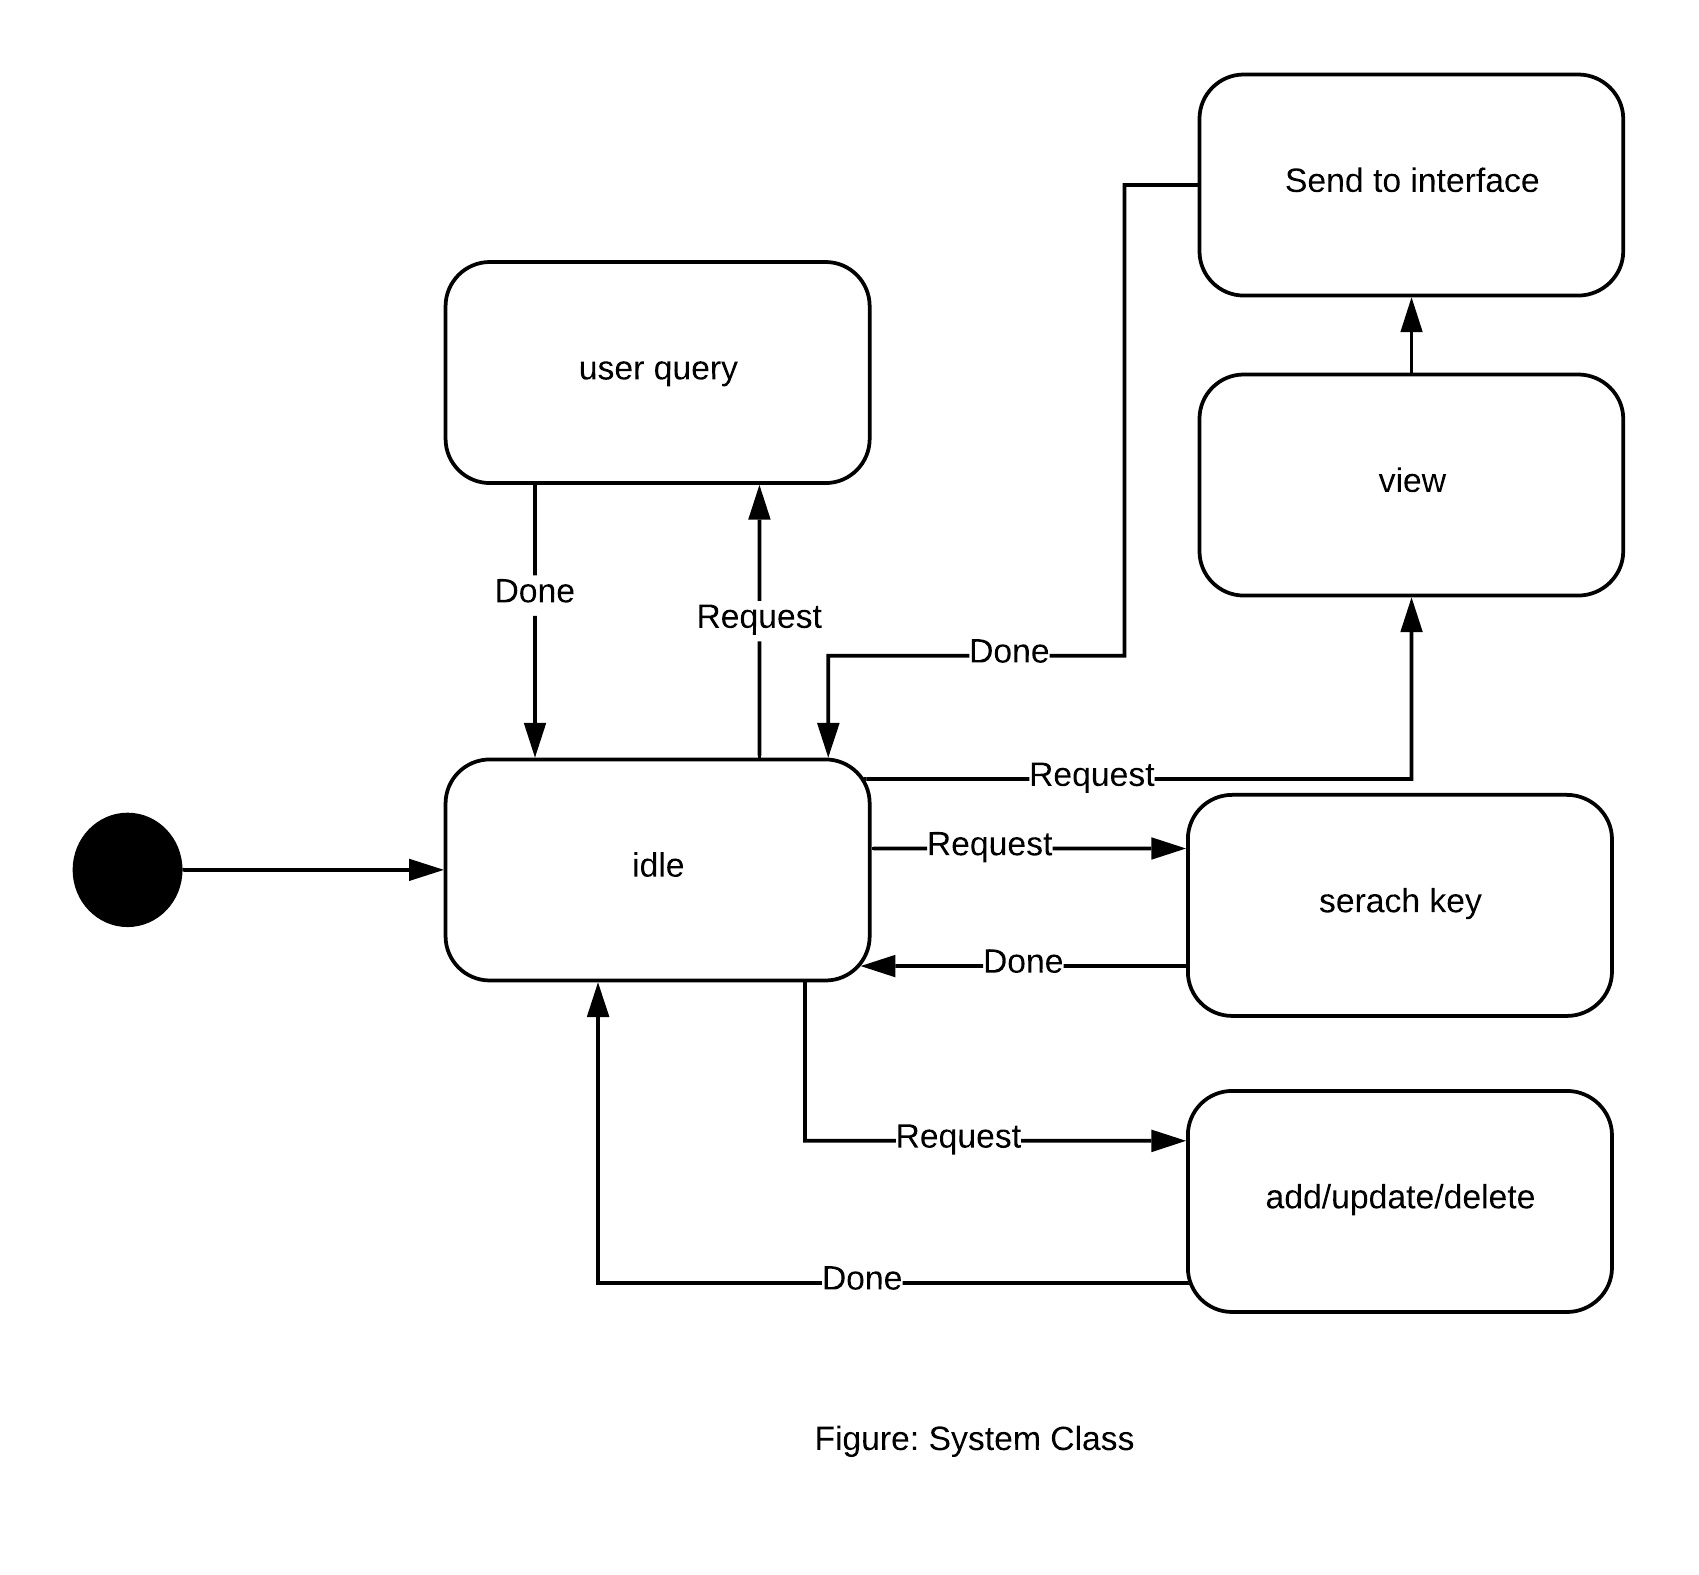 Send to interface
user query
view
Done
Request
Done
Request
Request
idle
serach key
Done
Request
add/update/delete
Done
Figure: System Class